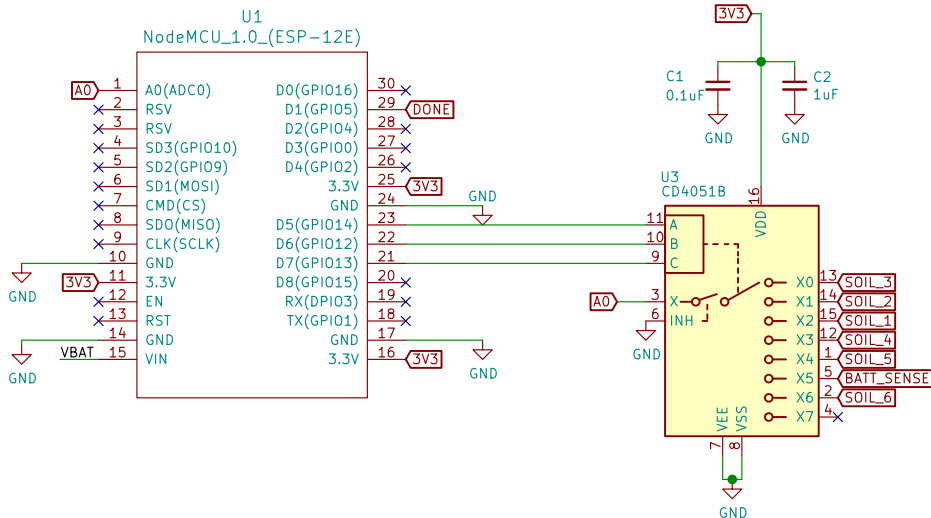 U1
NodeMCU_1.0_(ESP-12E)
A0 1 A0(ADC0) D0(GPIO16) 30
2 RSV D1(GPIO5) 29 DONE
3 RSV D2(GPIO4) 28
4 SD3(GPIO10) D3(GPIO0) 27
5 SD2(GPIO9) D4(GPIO2) 26
6 SD1(MOSI) 3.3V 25 3V3
7 CMD(CS) GND 24 GND
8 SDO(MISO) D5(GPIO14) 23
9 CLK(SCLK) D6(GPIO12) 22
10 GND D7(GPIO13) 21
GND
3V3 11 3.3V D8(GPIO15) 20
12 EN RX(DPIO3) 19
13 RST TX(GPIO1) 18
14 GND GND 17
GND GND
VBAT 15 VIN 3.3V 16 3V3
3V3
C1
0.1uF
GND
C2
1uF
GND
U3
CD4051B
16 VDD
11 A
10 B
9 C
A0 3 X
6 INH
GND
X0 13 SOIL_3
X1 14 SOIL_2
X2 15 SOIL_1
X3 12 SOIL_4
X4 1 SOIL_5
X5 5 BATT_SENSE
X6 2 SOIL_6
X7 4
VEE VSS
7 8
GND